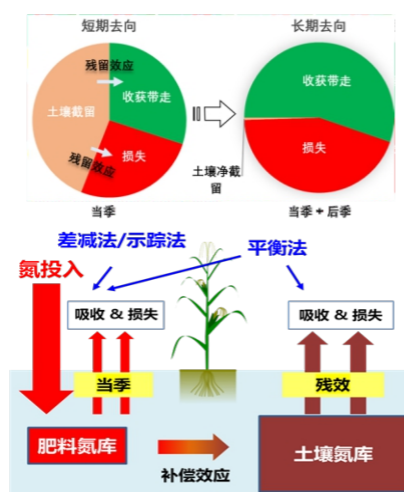 短期去向
长期去向
残留效应
土壤截留
收获带走
残留效应
损失
收获带走
损失
土壤净截
留
当季
当季 + 后季
差减法/示踪法
平衡法
氮投入
吸收 & 损失
吸收 & 损失
当季
残效
肥料氮库
补偿效应
土壤氮库